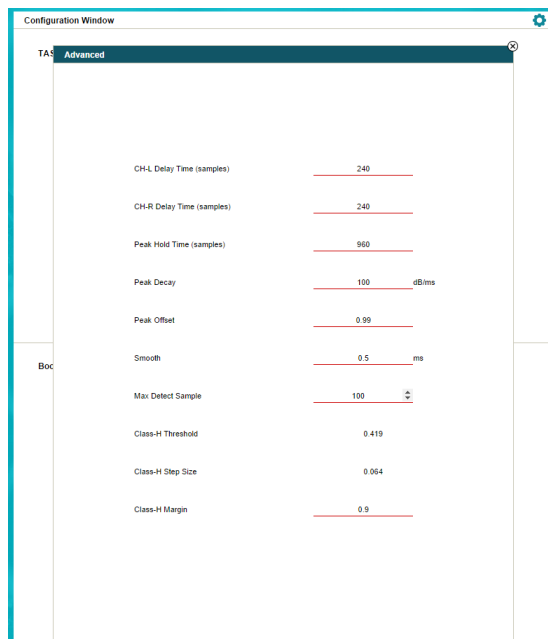 Configuration Window
TAS
Advanced
CH-L Delay Time (samples) 240
CH-R Delay Time (samples) 240
Peak Hold Time (samples) 960
Peak Decay 100 dB/ms
Peak Offset 0.99
Smooth 0.5 ms
Boo
Max Detect Sample 100
Class-H Threshold 0.419
Class-H Step Size 0.064
Class-H Margin 0.9